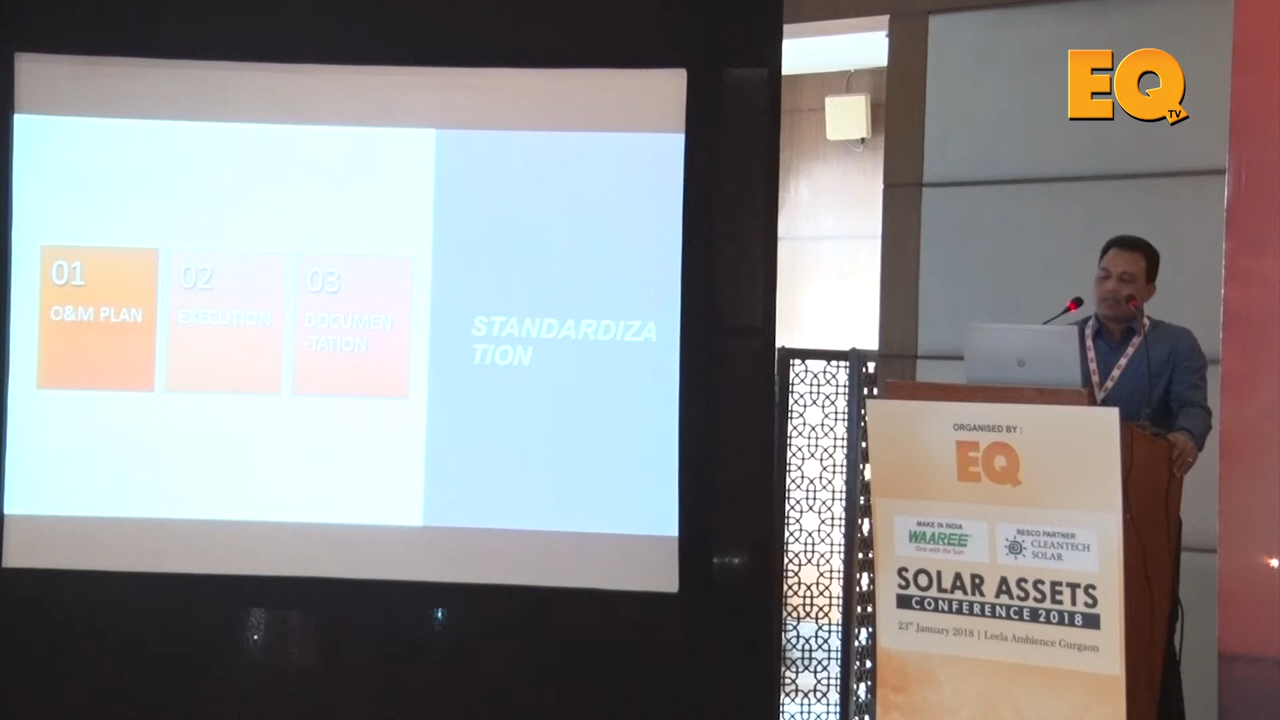 EQ
TV
01
O&M PLAN
02
EXECUTION
03
DOCUMEN
-TATION
STANDARDIZA
TION
ORGANISED BY :
EQ
MAKE IN INDIA
WAAREE
One with the Sun
RESCO PARTNER
CLEANTECH
SOLAR
SOLAR ASSETS
CONFERENCE 2018
23rd January 2018 | Leela Ambience Gurgaon